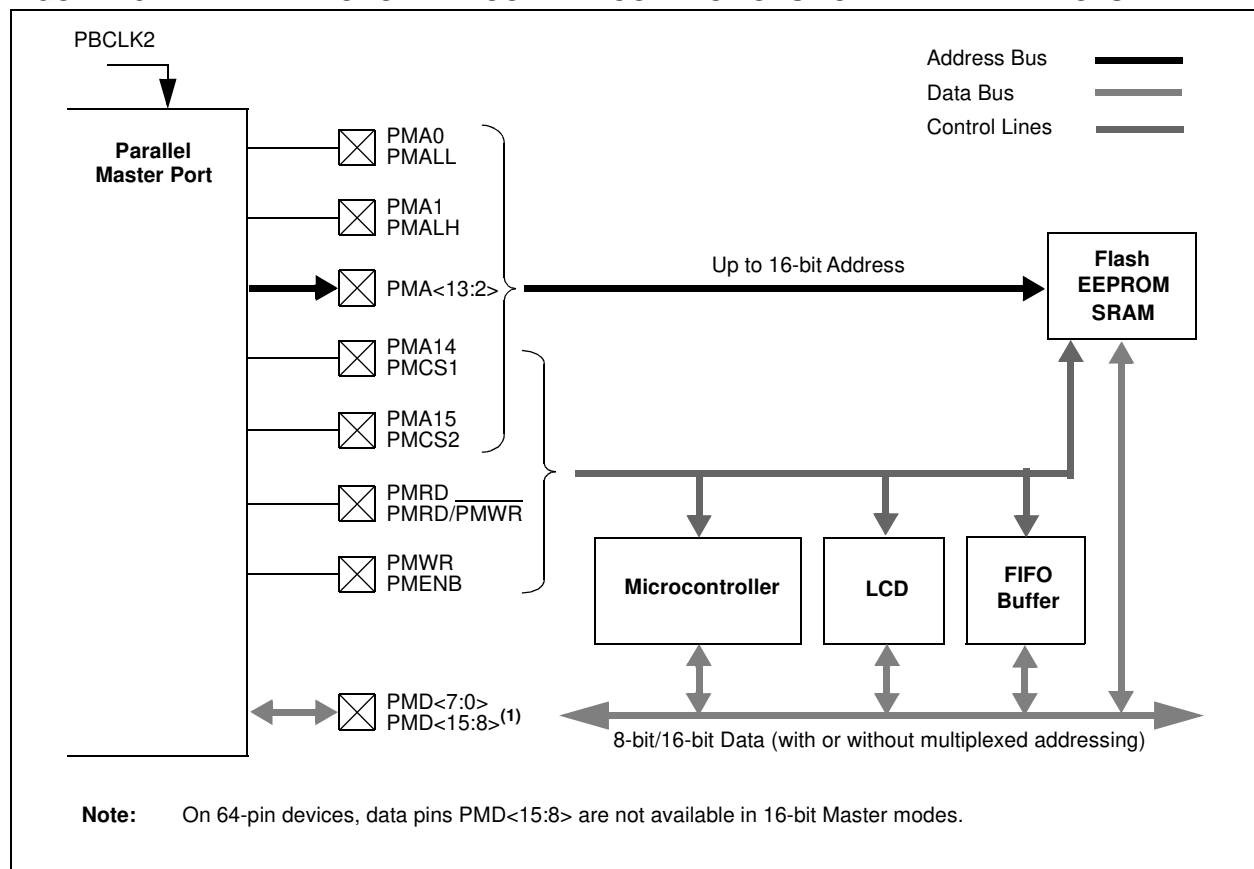 PBCLK2
Address Bus
Data Bus
Control Lines
Parallel
Master Port
PMA0
PMALL
PMA1
PMALH
PMA<13:2>
PMA14
PMCS1
PMA15
PMCS2
PMRD
PMRD/PMWR
PMWR
PMENB
PMD<7:0>
PMD<15:8>(1)
Up to 16-bit Address
Flash
EEPROM
SRAM
Microcontroller
LCD
FIFO
Buffer
8-bit/16-bit Data (with or without multiplexed addressing)
Note: On 64-pin devices, data pins PMD<15:8> are not available in 16-bit Master modes.